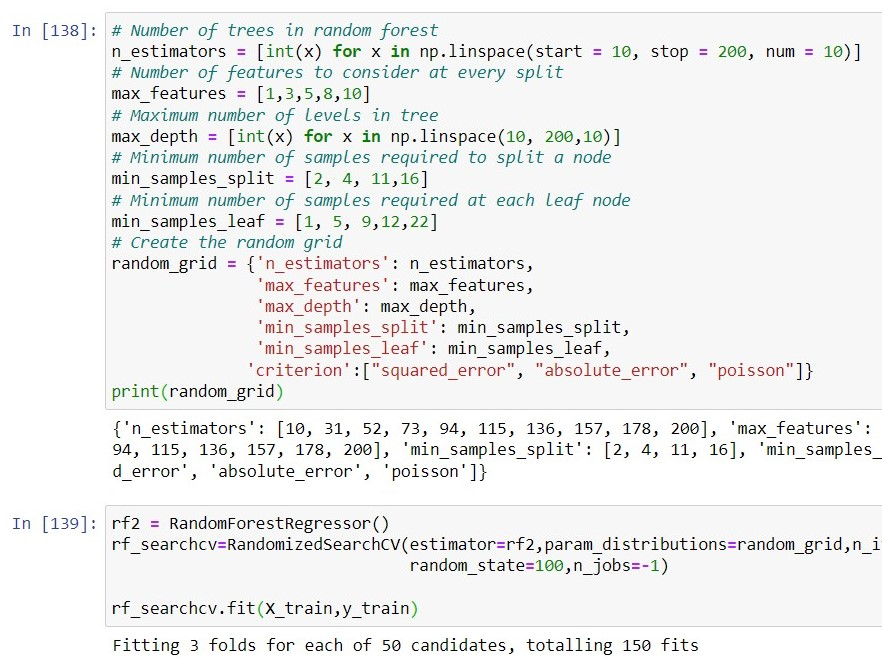 In [138]: # Number of trees in random forest
n_estimators = [int(x) for x in np.linspace(start = 10, stop = 200, num = 10)]
# Number of features to consider at every split
max_features = [1,3,5,8,10]
# Maximum number of levels in tree
max_depth = [int(x) for x in np.linspace(10, 200,10)]
# Minimum number of samples required to split a node
min_samples_split = [2, 4, 11,16]
# Minimum number of samples required at each leaf node
min_samples_leaf = [1, 5, 9,12,22]
# Create the random grid
random_grid = {'n_estimators': n_estimators,
'max_features': max_features,
'max_depth': max_depth,
'min_samples_split': min_samples_split,
'min_samples_leaf': min_samples_leaf,
'criterion':["squared_error", "absolute_error", "poisson"]}
print(random_grid)
{'n_estimators': [10, 31, 52, 73, 94, 115, 136, 157, 178, 200], 'max_features':
94, 115, 136, 157, 178, 200], 'min_samples_split': [2, 4, 11, 16], 'min_samples_
d_error', 'absolute_error', 'poisson']}
In [139]: rf2 = RandomForestRegressor()
rf_searchcv=RandomizedSearchCV(estimator=rf2,param_distributions=random_grid,n_i
random_state=100,n_jobs=-1)
rf_searchcv.fit(X_train,y_train)
Fitting 3 folds for each of 50 candidates, totalling 150 fits